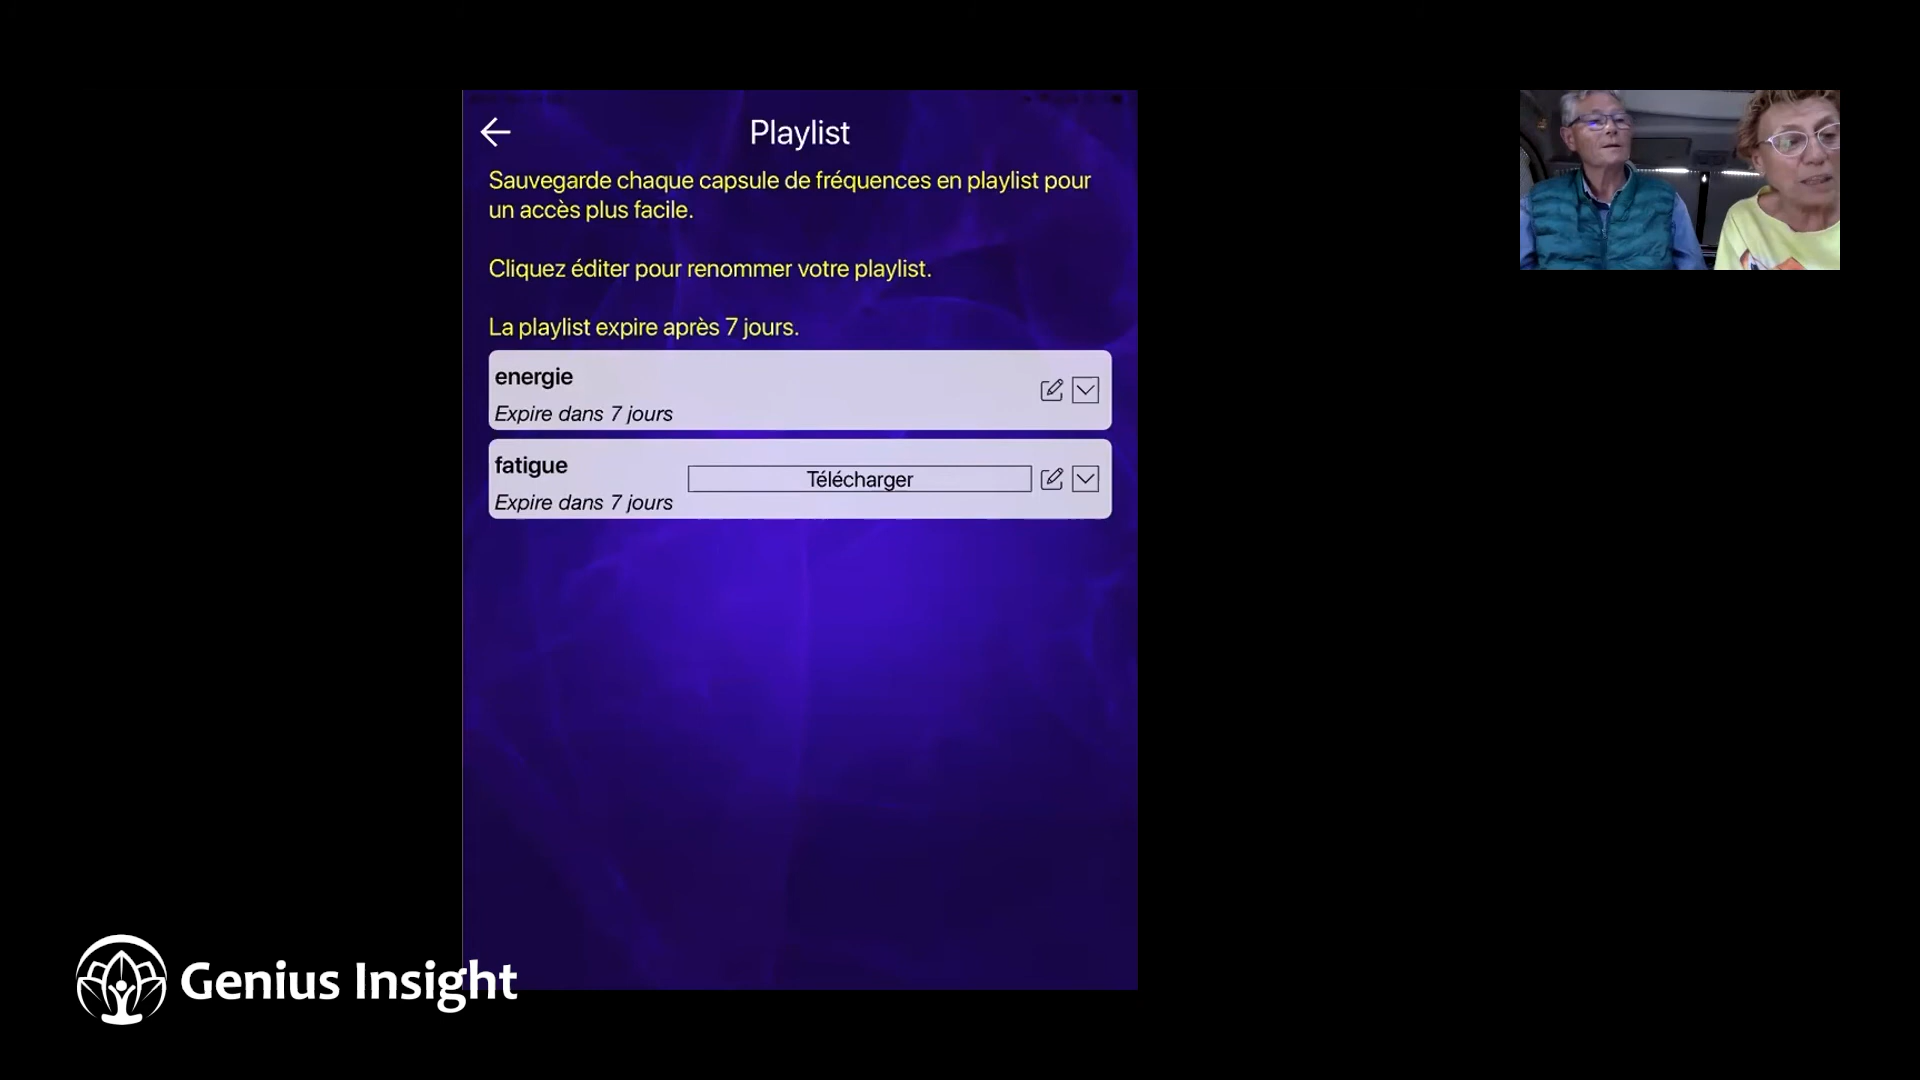 Playlist
Sauvegarde chaque capsule de fréquences en playlist pour
un accès plus facile.
Cliquez éditer pour renommer votre playlist.
La playlist expire après 7 jours.
energie
Expire dans 7 jours
fatigue
Télécharger
Expire dans 7 jours
Genius Insight